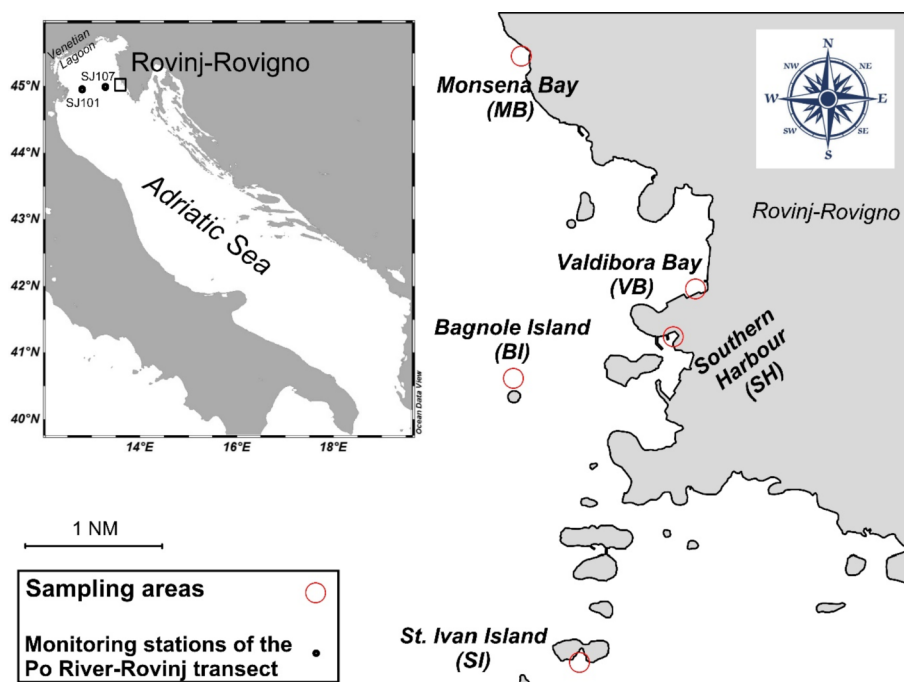 Venetian
Lagoon
SJ107
SJ101
Rovinj-Rovigno
Adriatic Sea
45°N
44°N
43°N
42°N
41°N
40°N
14°E
16°E
18°E
Ocean Data View
1 NM
Sampling areas
Monitoring stations of the
Po River-Rovinj transect
Monsena Bay
(MB)
N
NW
NE
W
E
SW
SE
S
Rovinj-Rovigno
Valdibora Bay
(VB)
Bagnole Island
(BI)
Southern
Harbour
(SH)
St. Ivan Island
(SI)